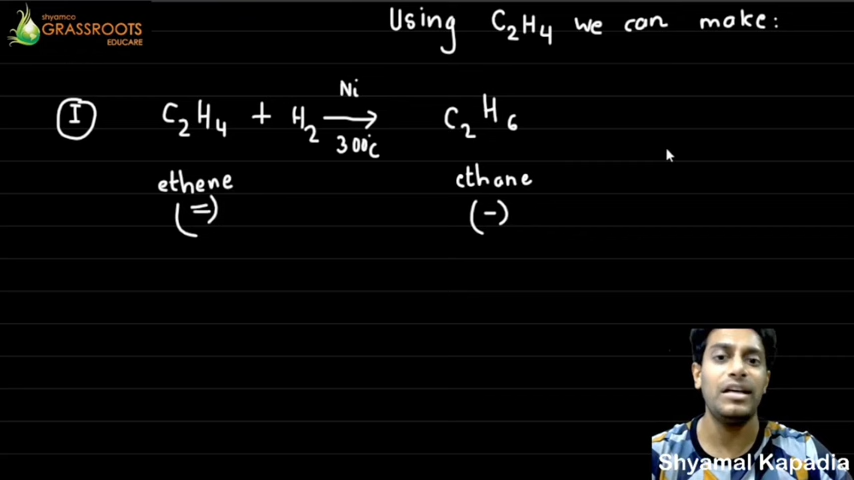 shyamco
GRASSROOTS
EDUCARE
Using C₂H₄ we can make:
Ni
I C₂H₄ + H₂ → C₂H₆
300°C
ethene ethane
(=) (-)
Shyamal Kapadia